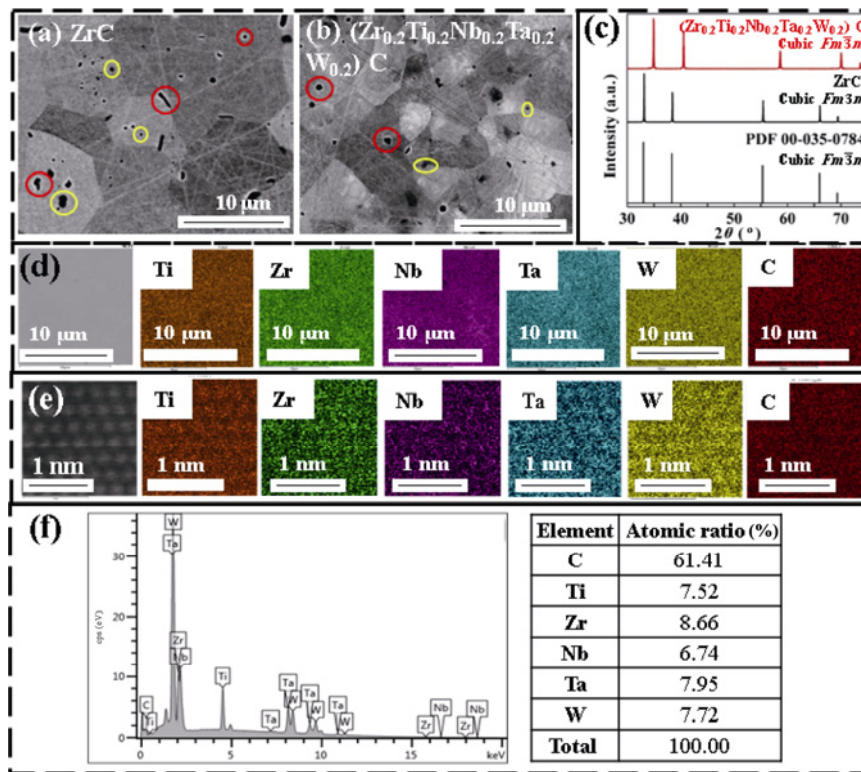 (a) ZrC
10 μm
(b) (Zr₀.₂Ti₀.₂Nb₀.₂Ta₀.₂
W₀.₂) C
10 μm
(c)
(Zr₀.₂Ti₀.₂Nb₀.₂Ta₀.₂W₀.₂) C
Cubic Fm3̅m
ZrC
Cubic Fm3̅m
PDF 00-035-0784
Cubic Fm3̅m
Intensity (a.u.)
30 40 50 60 70
2θ (°)
(d) Ti Zr Nb Ta W C
10 μm 10 μm 10 μm 10 μm 10 μm 10 μm 10 μm
(e) Ti Zr Nb Ta W C
1 nm 1 nm 1 nm 1 nm 1 nm 1 nm 1 nm
(f)
cps (eV)
30
20
10
0
W
Ta
Zr
Nb
C
Ti
Ti
Ta
Ta
W
Ta
W
Ta
W
Zr
Nb
Zr
Nb
0 5 10 15 keV
Element Atomic ratio (%)
C 61.41
Ti 7.52
Zr 8.66
Nb 6.74
Ta 7.95
W 7.72
Total 100.00